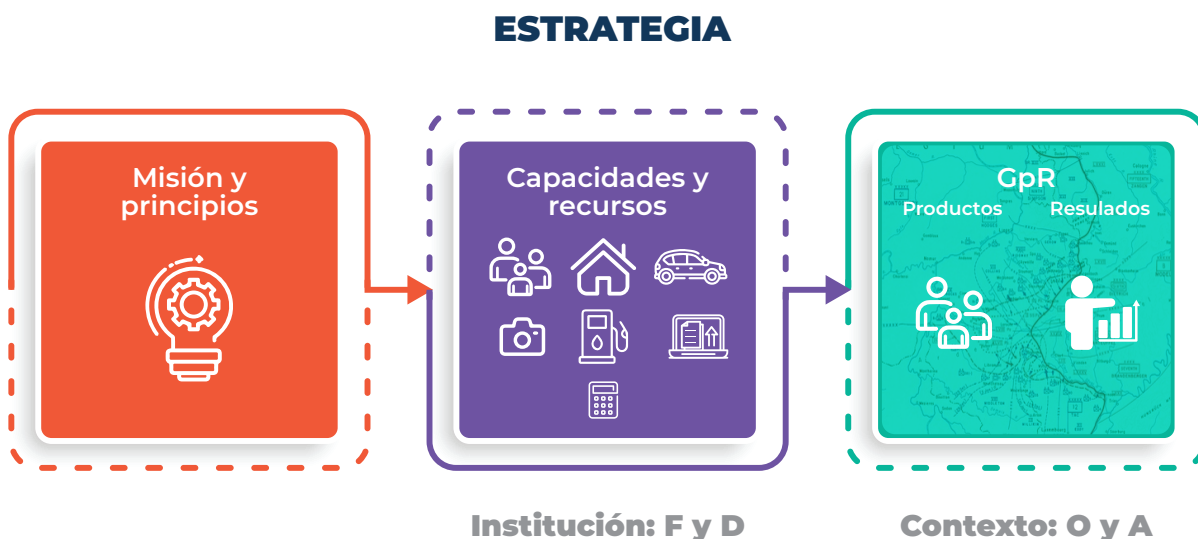 ESTRATEGIA
Misión y
principios
Capacidades y
recursos
GpR
Productos Resulados
Institución: F y D
Contexto: O y A